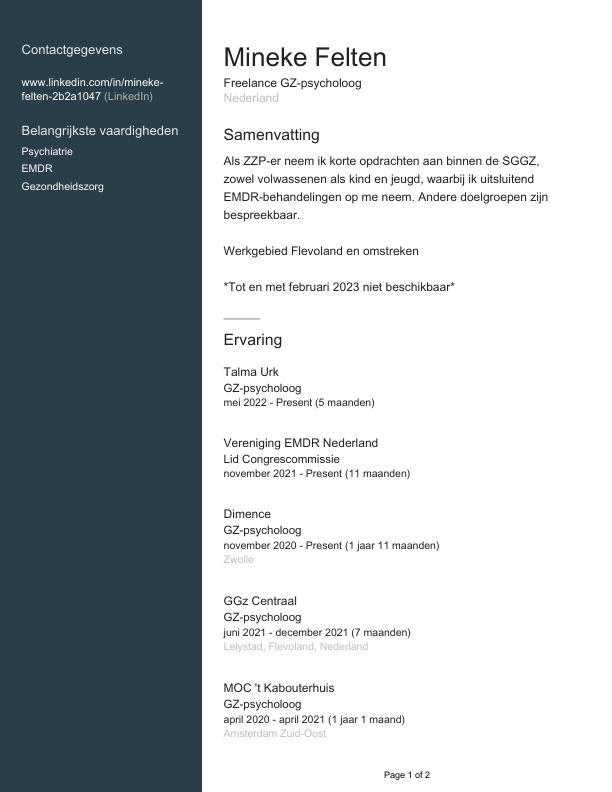 Contactgegevens
www.linkedin.com/in/mineke-
felten-2b2a1047 (LinkedIn)
Belangrijkste vaardigheden
Psychiatrie
EMDR
Gezondheidszorg
Mineke Felten
Freelance GZ-psycholoog
Nederland
Samenvatting
Als ZZP-er neem ik korte opdrachten aan binnen de SGGZ,
zowel volwassenen als kind en jeugd, waarbij ik uitsluitend
EMDR-behandelingen op me neem. Andere doelgroepen zijn
bespreekbaar.
Werkgebied Flevoland en omstreken
*Tot en met februari 2023 niet beschikbaar*
Ervaring
Talma Urk
GZ-psycholoog
mei 2022 - Present (5 maanden)
Vereniging EMDR Nederland
Lid Congrescommissie
november 2021 - Present (11 maanden)
Dimence
GZ-psycholoog
november 2020 - Present (1 jaar 11 maanden)
Zwolle
GGz Centraal
GZ-psycholoog
juni 2021 - december 2021 (7 maanden)
Lelystad, Flevoland, Nederland
MOC 't Kabouterhuis
GZ-psycholoog
april 2020 - april 2021 (1 jaar 1 maand)
Amsterdam Zuid-Oost
Page 1 of 2